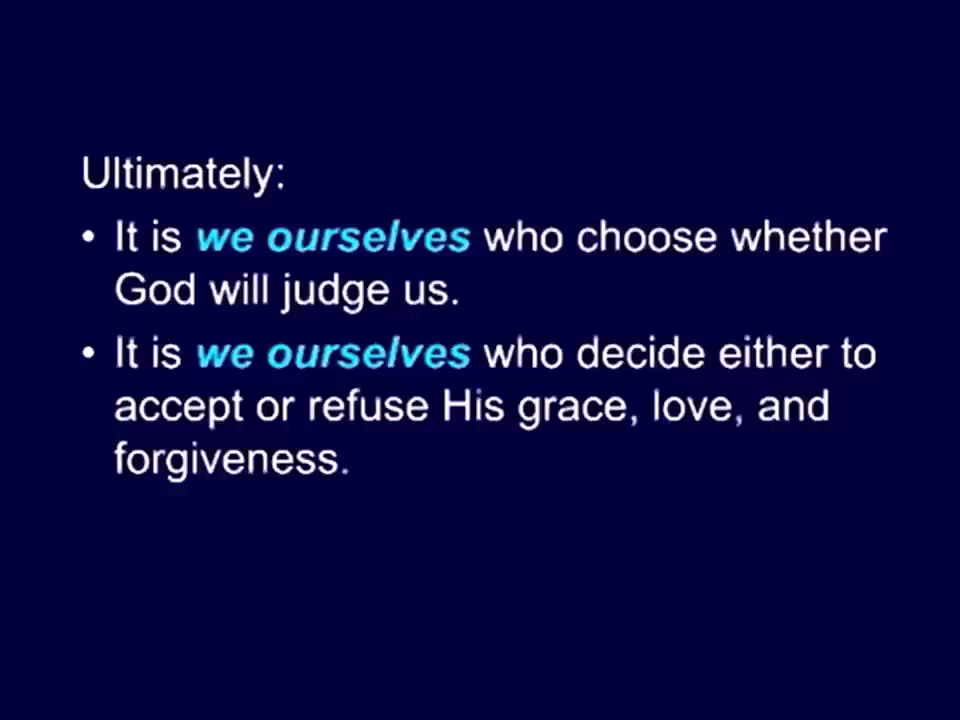 Ultimately:
• It is we ourselves who choose whether
God will judge us.
• It is we ourselves who decide either to
accept or refuse His grace, love, and
forgiveness.